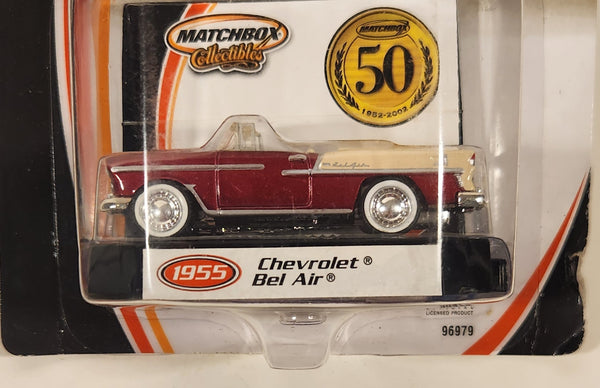 MATCHBOX
Collectibles
MATCHBOX
50
1952-2002
Bel Air
1955
Chevrolet®
Bel Air®
LICENSED PRODUCT
96979